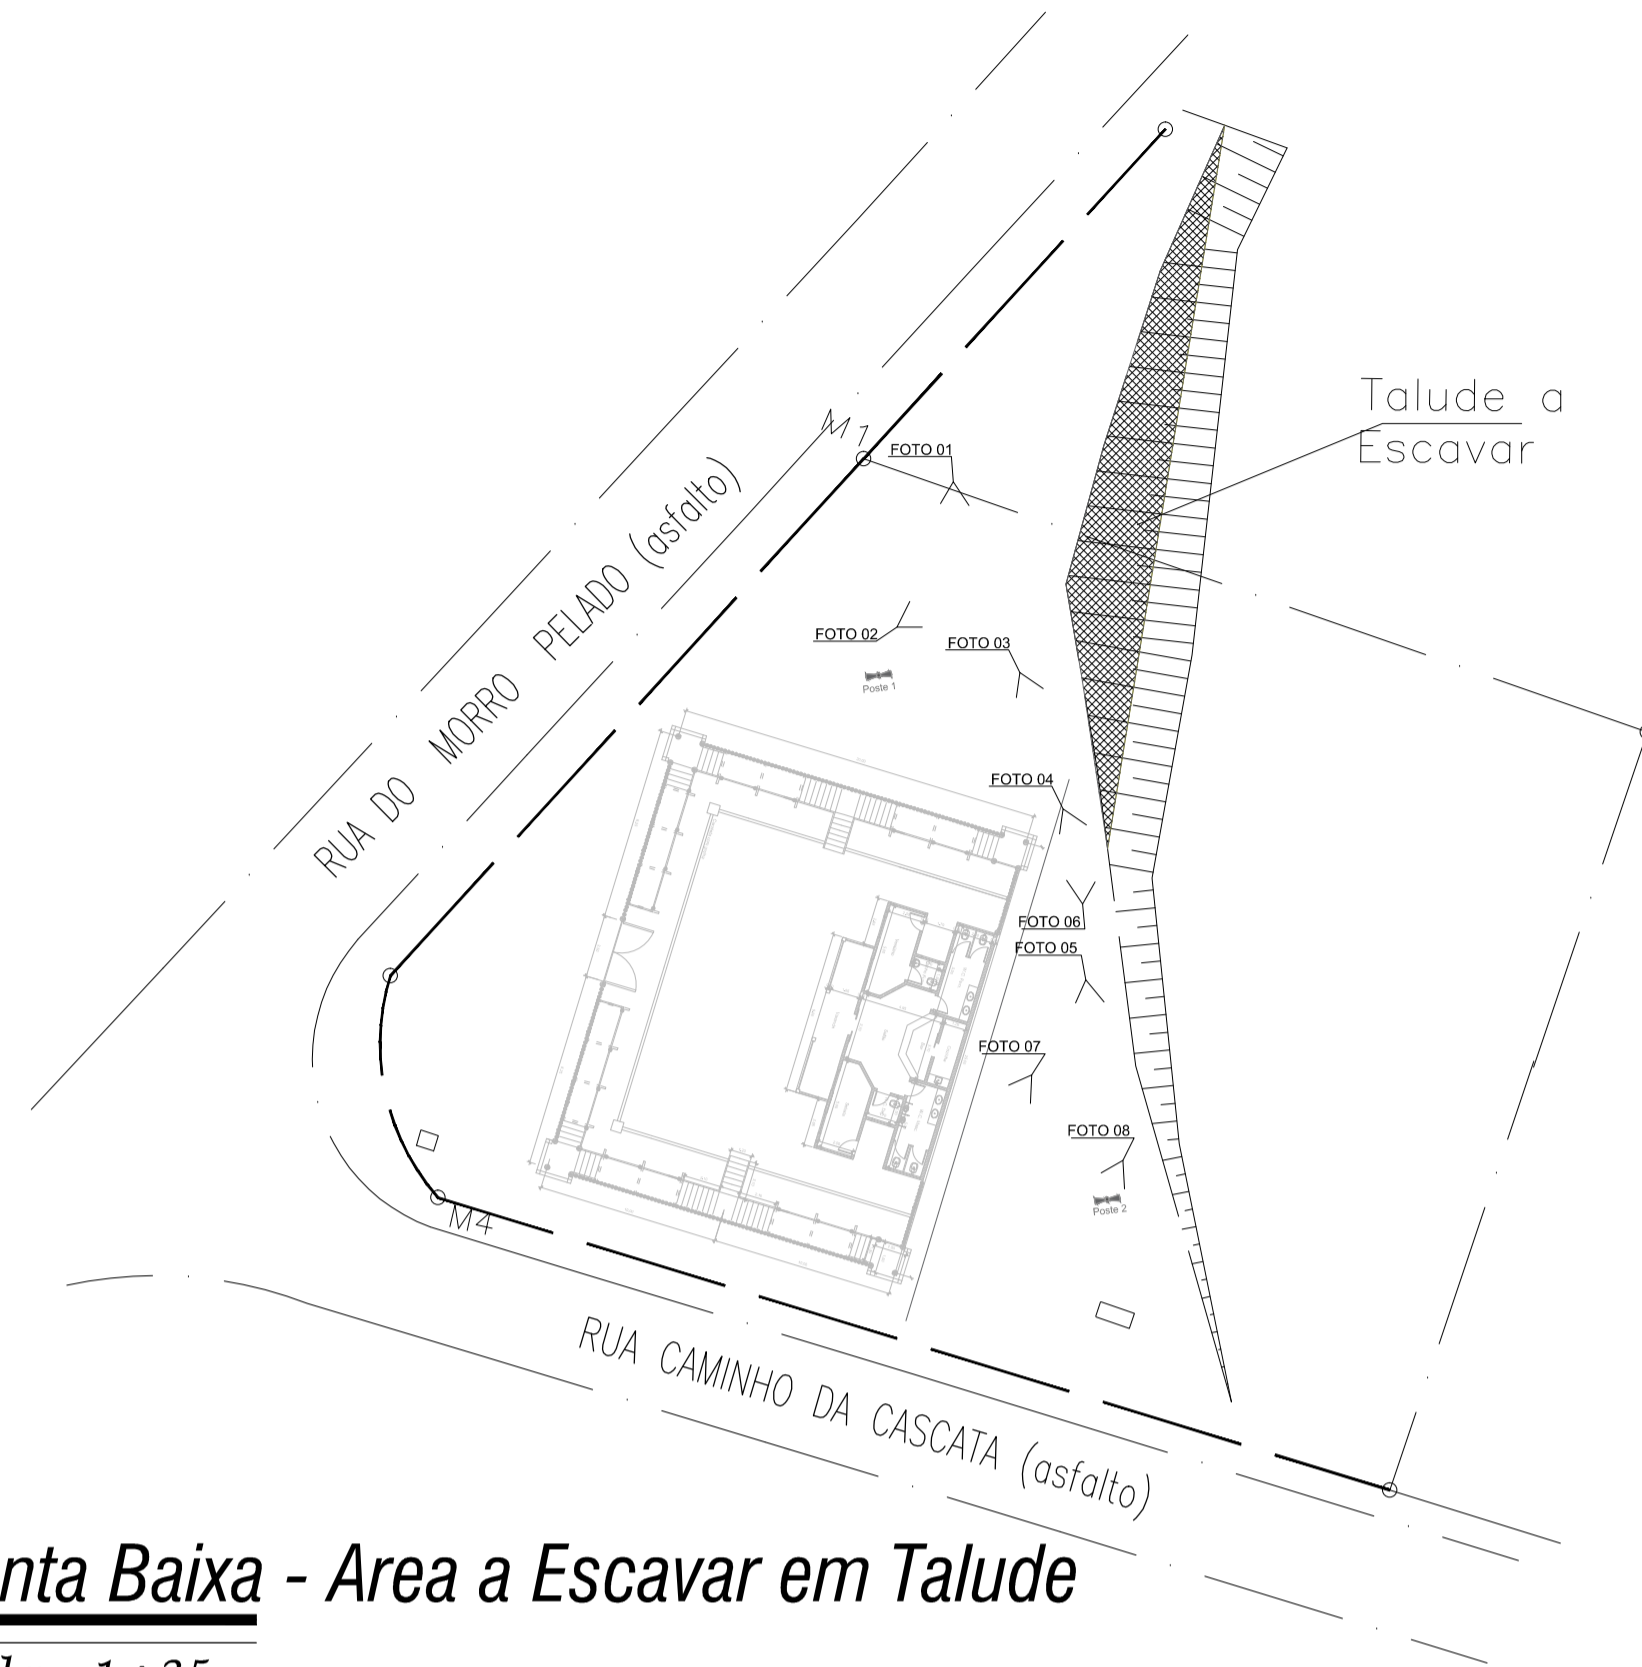 Talude a
Escavar
M1
FOTO 01
RUA DO MORRO PELADO (asfalto)
FOTO 02
FOTO 03
Poste 1
FOTO 04
FOTO 06
FOTO 05
FOTO 07
FOTO 08
Poste 2
M4
RUA CAMINHO DA CASCATA (asfalto)
nta Baixa - Area a Escavar em Talude